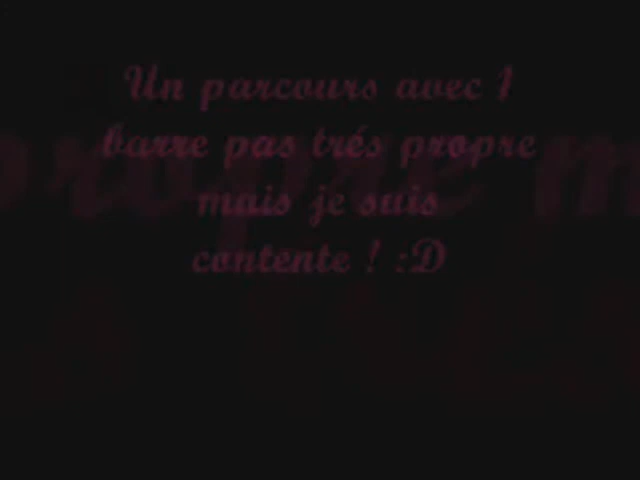 Un parcours avec 1
barre pas trés propre
mais je suis
contente ! :D